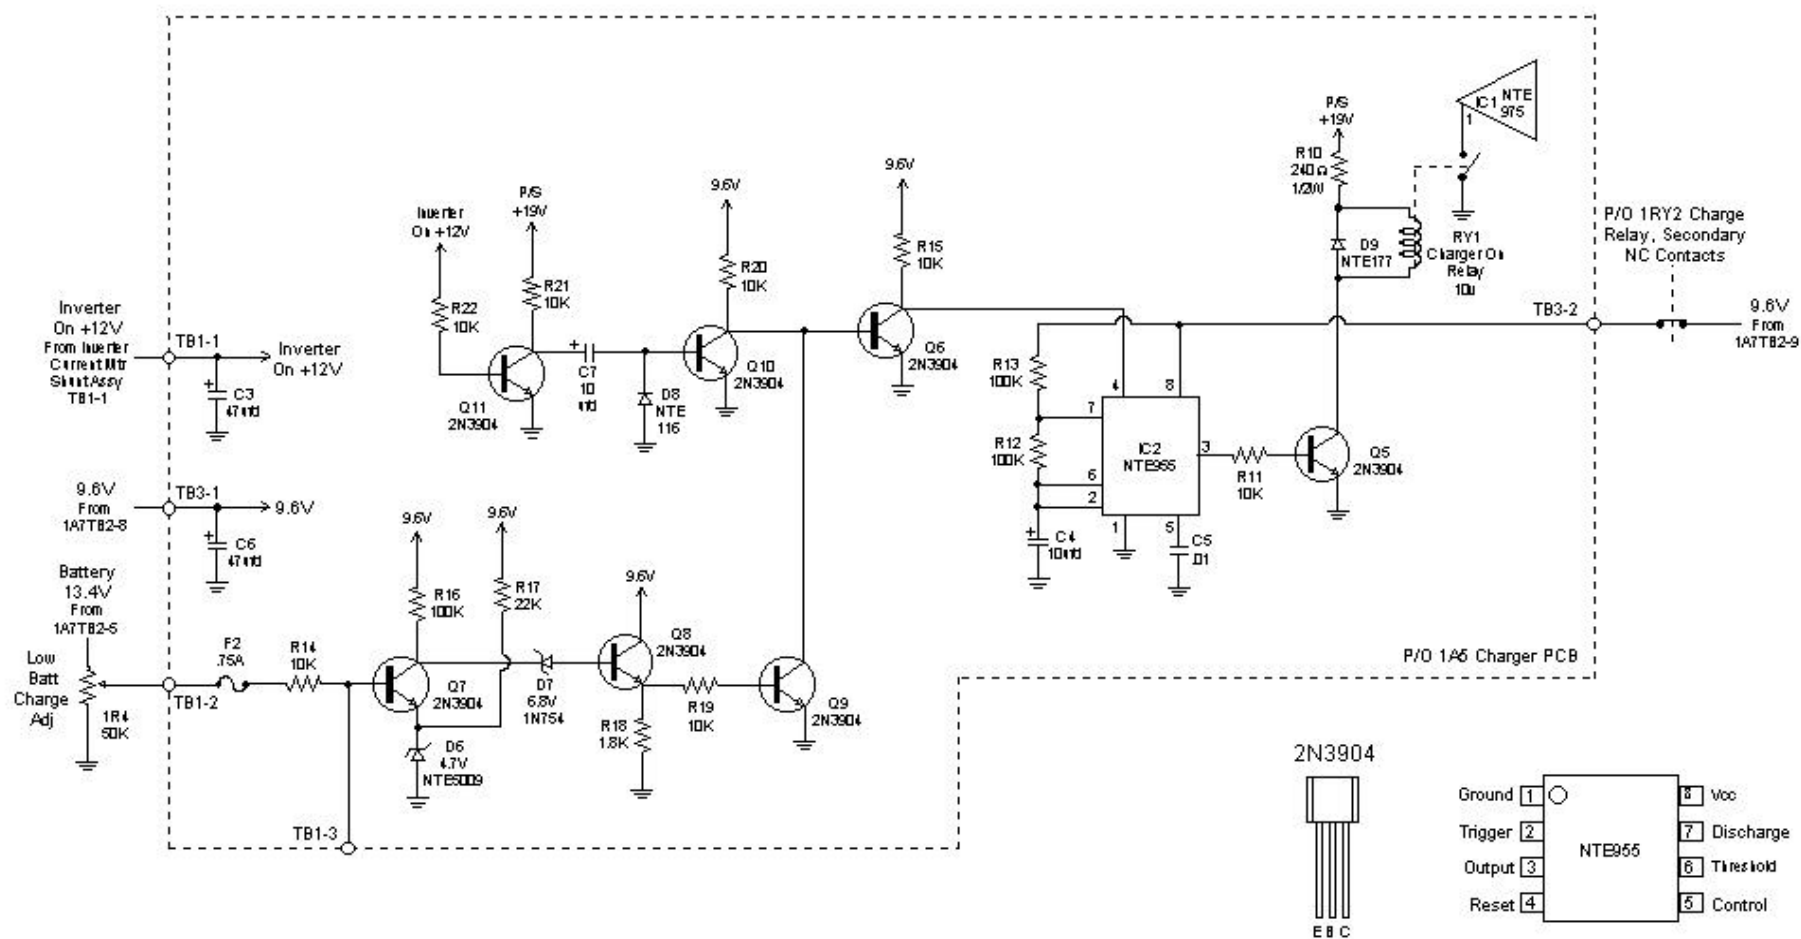 P/S
+19V
IC1 NTE
975
1
R10
240Ω
1/2W
9.6V
9.6V
P/S
+19V
Inverter
On +12V
P/O 1RY2 Charge
Relay, Secondary
NC Contacts
D9
NTE177
RY1
Charger On
Relay
10u
R15
10K
R20
10K
R21
10K
R22
10K
Inverter
On +12V
From Inverter
Current Mtr
Shunt Assy
TB1-1
TB1-1
Inverter
On +12V
C3
47mfd
Q11
2N3904
C7
10
mfd
+
D8
NTE
116
Q10
2N3904
Q6
2N3904
TB3-2
9.6V
From
1A7TB2-9
R13
100K
4
8
7
R12
100K
IC2
NTE955
3
6
2
1
5
R11
10K
Q5
2N3904
C4
10mfd
+
C5
.01
9.6V
From
1A7TB2-8
TB3-1
9.6V
+
C6
47mfd
Battery
13.4V
From
1A7TB2-5
Low
Batt
Charge
Adj
1R4
50K
TB1-2
F2
.75A
R14
10K
9.6V
9.6V
R16
100K
R17
22K
9.6V
Q7
2N3904
D7
6.8V
1N754
Q8
2N3904
R19
10K
R18
1.8K
Q9
2N3904
D6
4.7V
NTE5009
TB1-3
P/O 1A5 Charger PCB
2N3904
E B C
Ground 1
Trigger 2
Output 3
Reset 4
NTE955
8 Vcc
7 Discharge
6 Threshold
5 Control